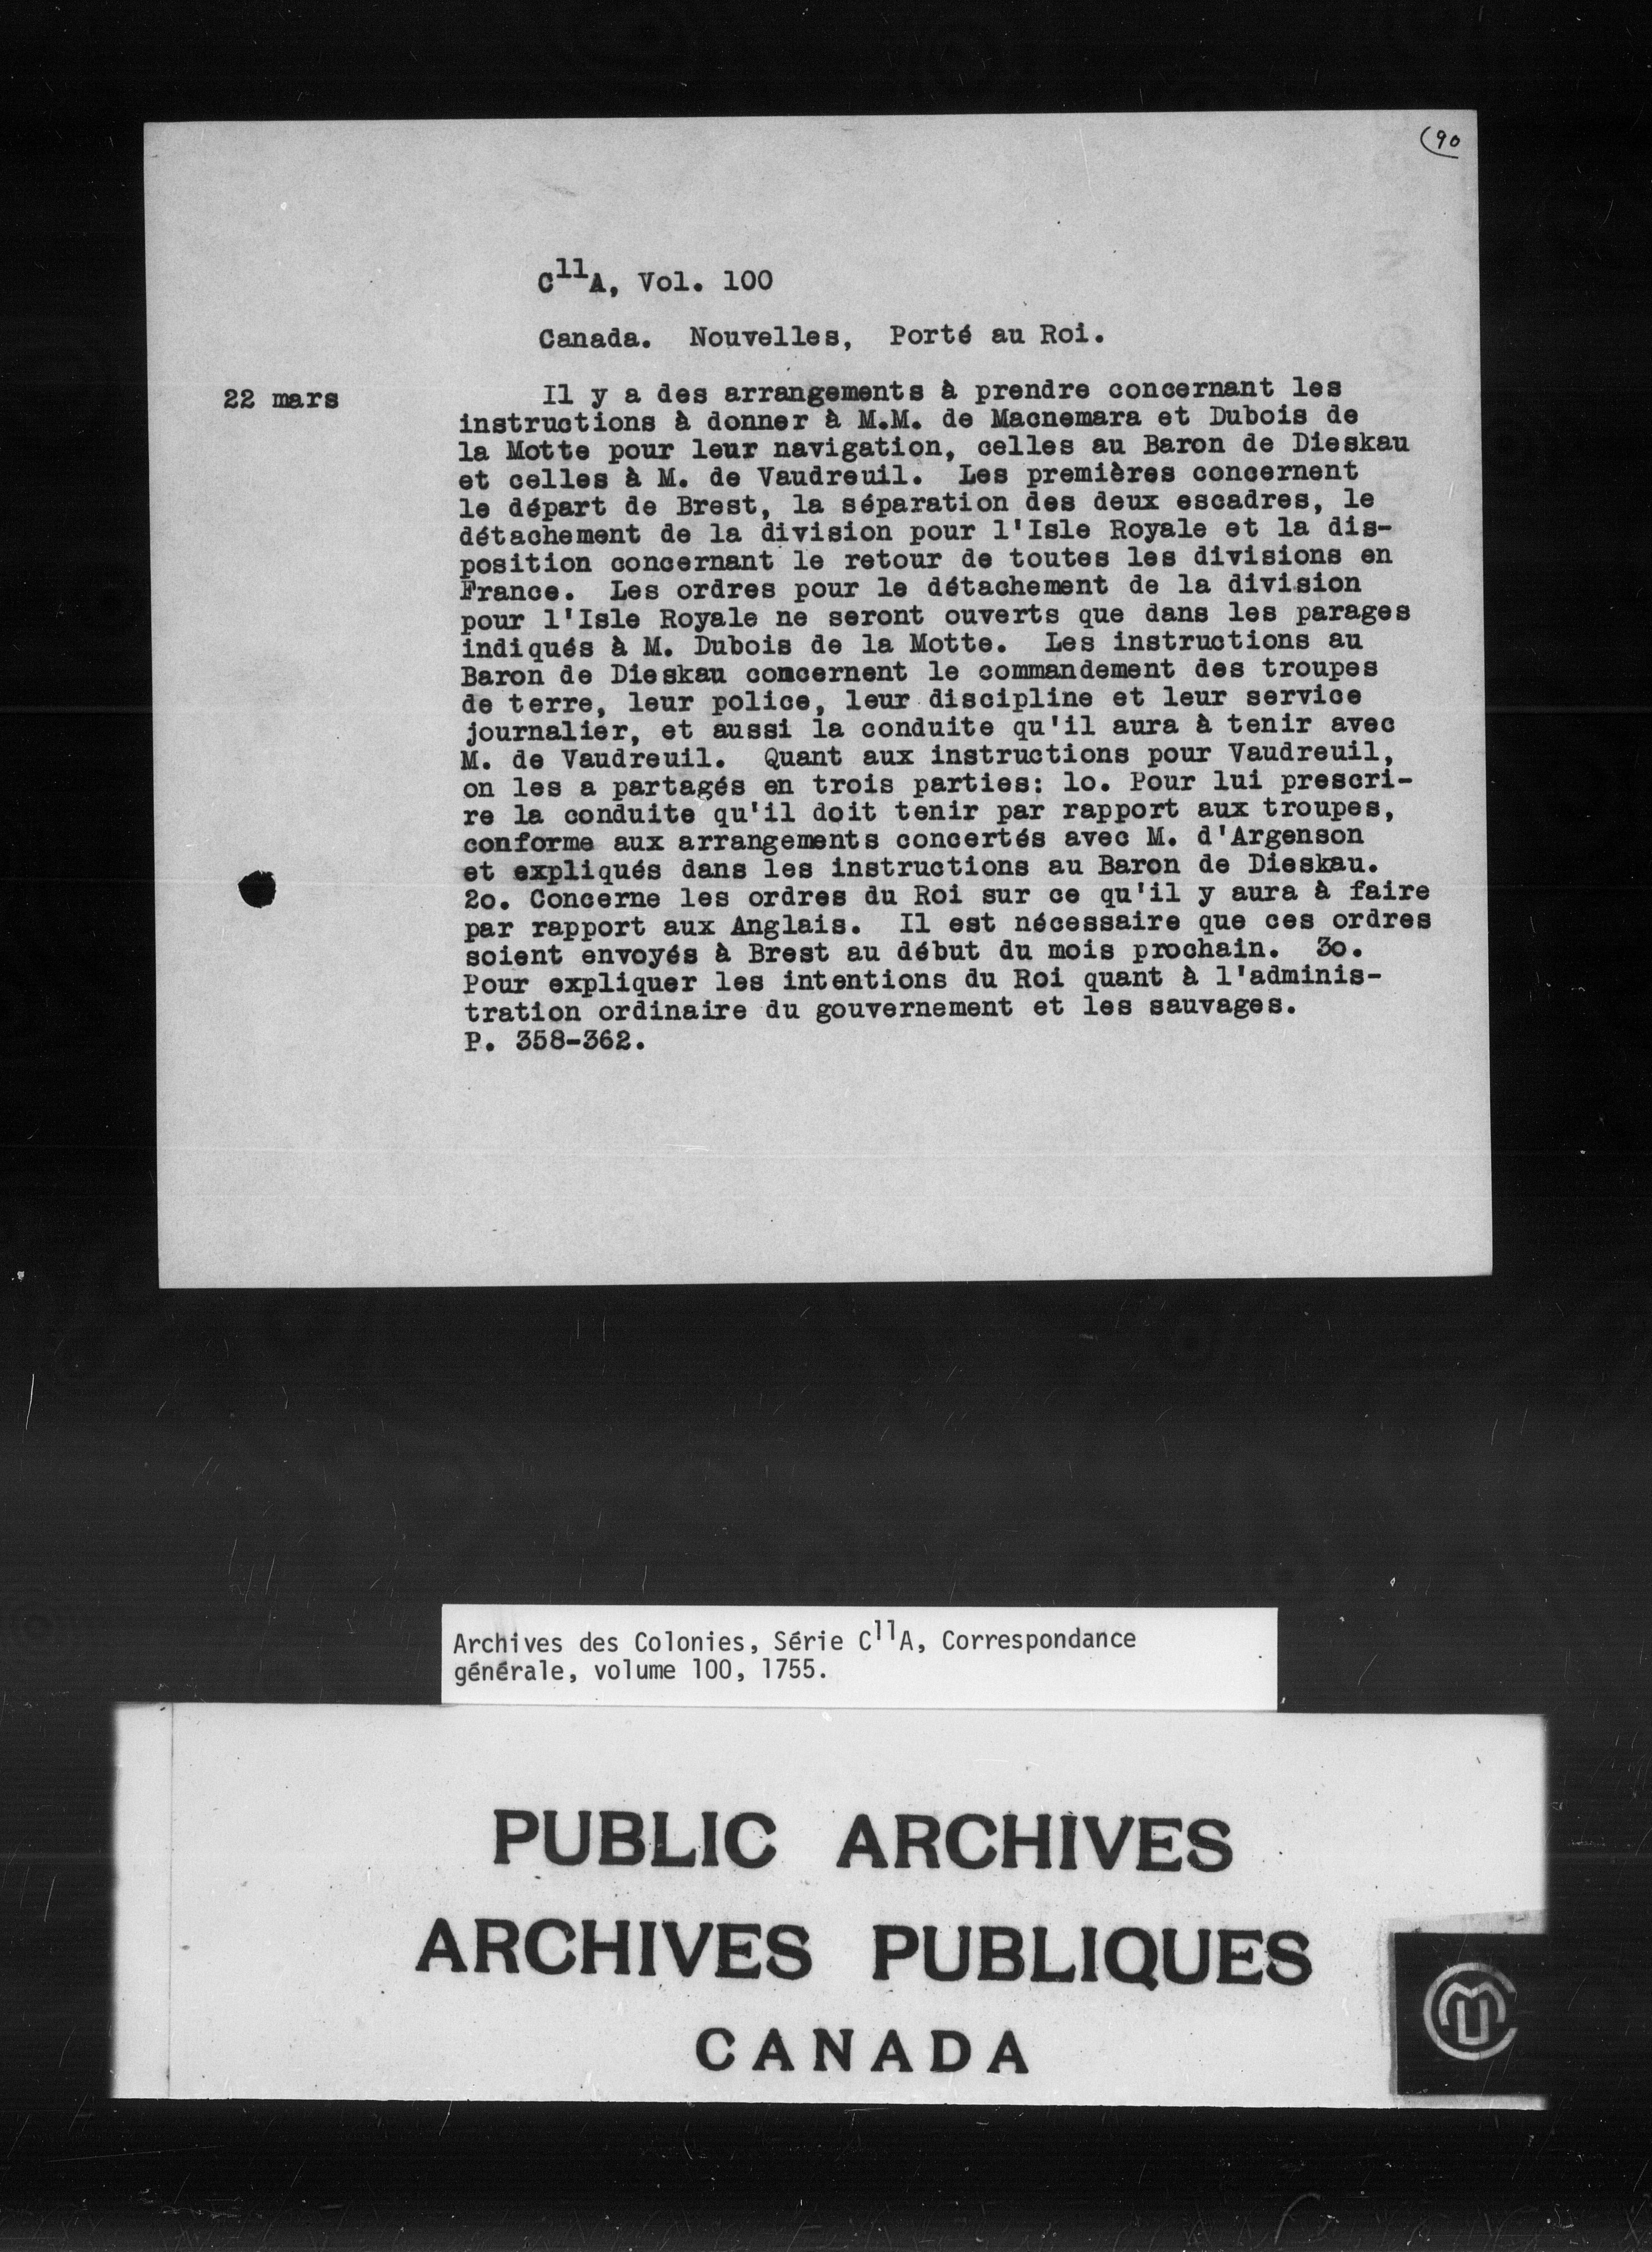 (90
C11A, Vol. 100
Canada. Nouvelles, Porté au Roi.
22 mars
Il y a des arrangements à prendre concernant les
instructions à donner à M.M. de Macnemara et Dubois de
la Motte pour leur navigation, celles au Baron de Dieskau
et celles à M. de Vaudreuil. Les premières concernent
le départ de Brest, la séparation des deux escadres, le
détachement de la division pour l'Isle Royale et la dis-
position concernant le retour de toutes les divisions en
France. Les ordres pour le détachement de la division
pour l'Isle Royale ne seront ouverts que dans les parages
indiqués à M. Dubois de la Motte. Les instructions au
Baron de Dieskau concernent le commandement des troupes
de terre, leur police, leur discipline et leur service
journalier, et aussi la conduite qu'il aura à tenir avec
M. de Vaudreuil. Quant aux instructions pour Vaudreuil,
on les a partagés en trois parties: 1o. Pour lui prescri-
re la conduite qu'il doit tenir par rapport aux troupes,
conforme aux arrangements concertés avec M. d'Argenson
et expliqués dans les instructions au Baron de Dieskau.
2o. Concerne les ordres du Roi sur ce qu'il y aura à faire
par rapport aux Anglais. Il est nécessaire que ces ordres
soient envoyés à Brest au début du mois prochain. 3o.
Pour expliquer les intentions du Roi quant à l'adminis-
tration ordinaire du gouvernement et les sauvages.
P. 358-362.
Archives des Colonies, Série C11A, Correspondance
générale, volume 100, 1755.
PUBLIC ARCHIVES
ARCHIVES PUBLIQUES
CANADA